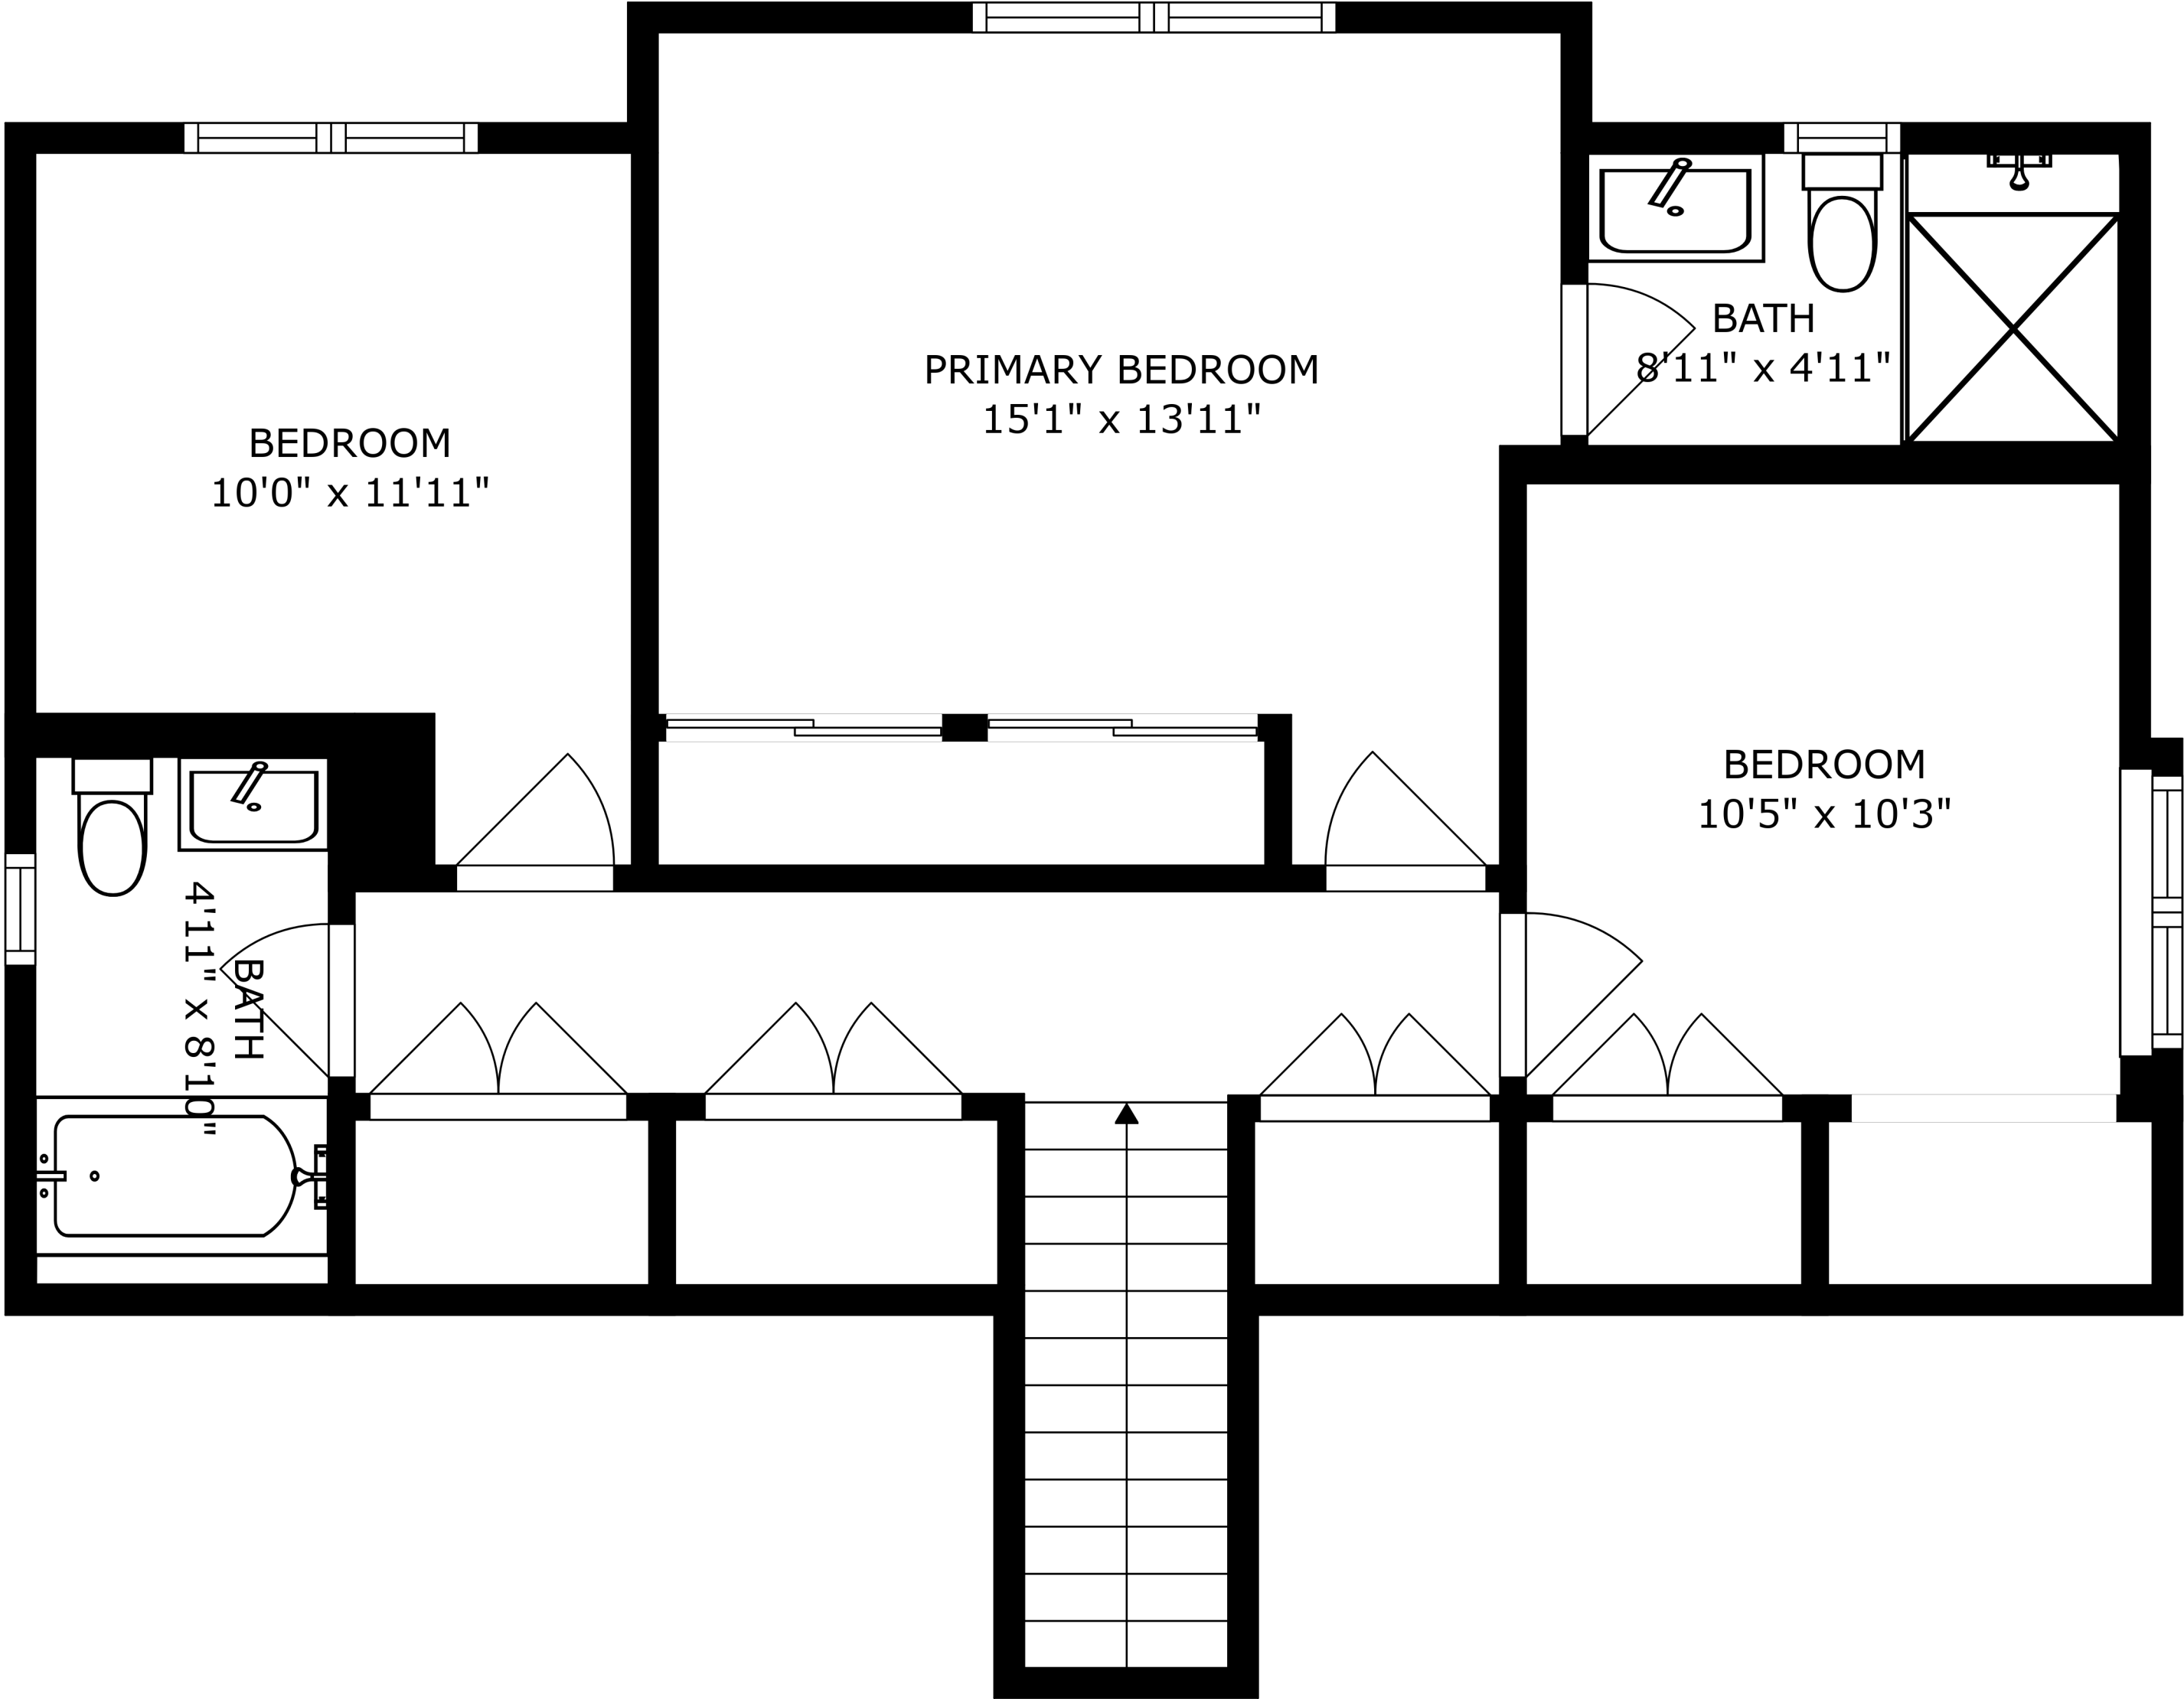 PRIMARY BEDROOM
15'1" x 13'11"
BATH
8'11" x 4'11"
BEDROOM
10'0" x 11'11"
BEDROOM
10'5" x 10'3"
BATH
4'11" x 8'10"